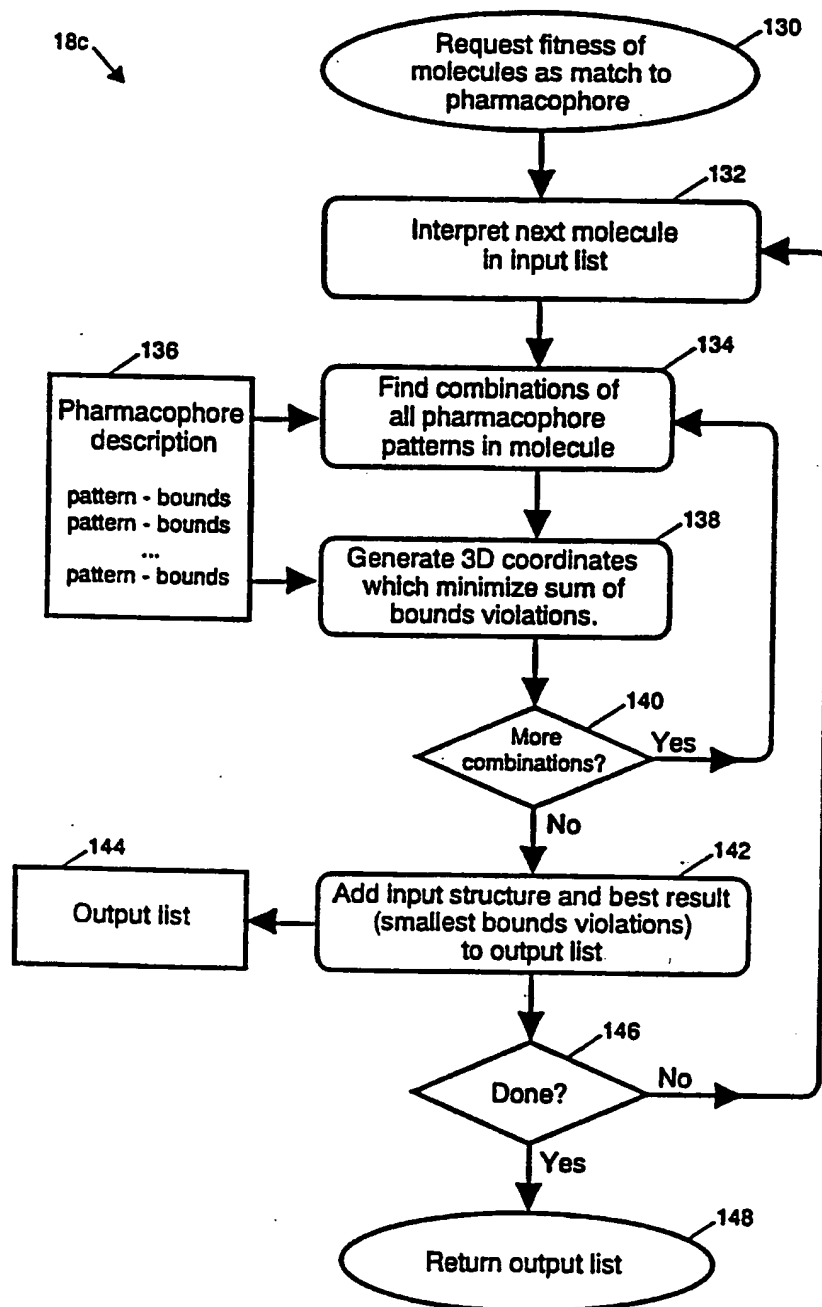 18c
130
Request fitness of
molecules as match to
pharmacophore
132
Interpret next molecule
in input list
134
Find combinations of
all pharmacophore
patterns in molecule
136
Pharmacophore
description
pattern - bounds
pattern - bounds
...
pattern - bounds
138
Generate 3D coordinates
which minimize sum of
bounds violations.
140
More
combinations?
Yes
No
142
Add input structure and best result
(smallest bounds violations)
to output list
144
Output list
146
Done?
No
Yes
148
Return output list